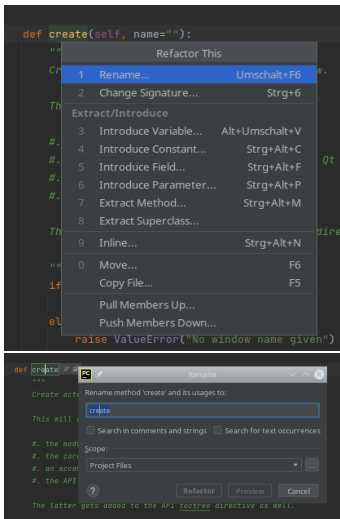 def create(self, name=""):
"""
Cr
w.
Refactor This
1 Rename... Umschalt+F6
2 Change Signature... Strg+6
Th
Extract/Introduce
3 Introduce Variable... Alt+Umschalt+V
#.
4 Introduce Constant... Strg+Alt+C
#. Qt
5 Introduce Field... Strg+Alt+F
#.
6 Introduce Parameter... Strg+Alt+P
#.
7 Extract Method... Strg+Alt+M
8 Extract Superclass...
Th dire
9 Inline... Strg+Alt+N
""
0 Move... F6
if
Copy File... F5
Pull Members Up...
el
Push Members Down...
raise ValueError("No window name given")
def create
"""
Create act
This will
#. the mod
#. the cor
#. an acco
#. the API
The latter gets added to the API toctree directive as well.
PC
Rename
Rename method 'create' and its usages to:
create
Search in comments and strings Search for text occurrences
Scope:
Project Files ...
? Refactor Preview Cancel